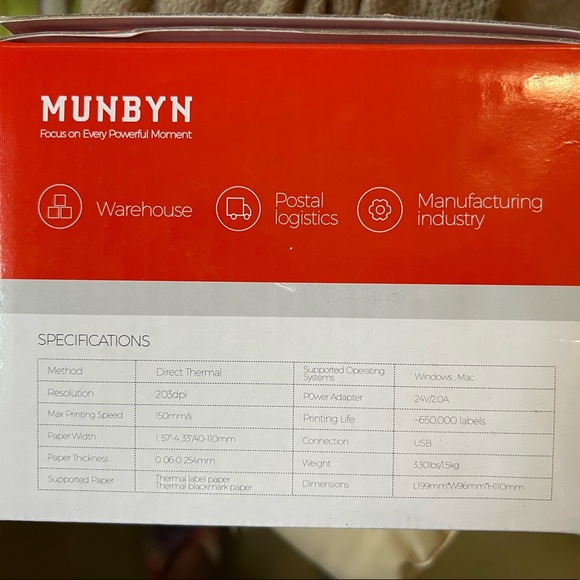 MUNBYN
Focus on Every Powerful Moment
Warehouse
Postal
logistics
Manufacturing
industry
SPECIFICATIONS
Method Direct Thermal
Resolution 203dpi
Max Printing Speed 150mm/s
Paper Width 1.57"-4.33"/40-110mm
Paper Thickness 0.06-0.254mm
Supported Paper Thermal label paper
Thermal blackmark paper
Supported Operating
Systems Windows , Mac
P0wer Adapter 24V/2.0A
Printing Life ~650,000 labels
Connection USB
Weight 3.30lbs/1.5kg
Dimensions L199mm*W96mm*H110mm